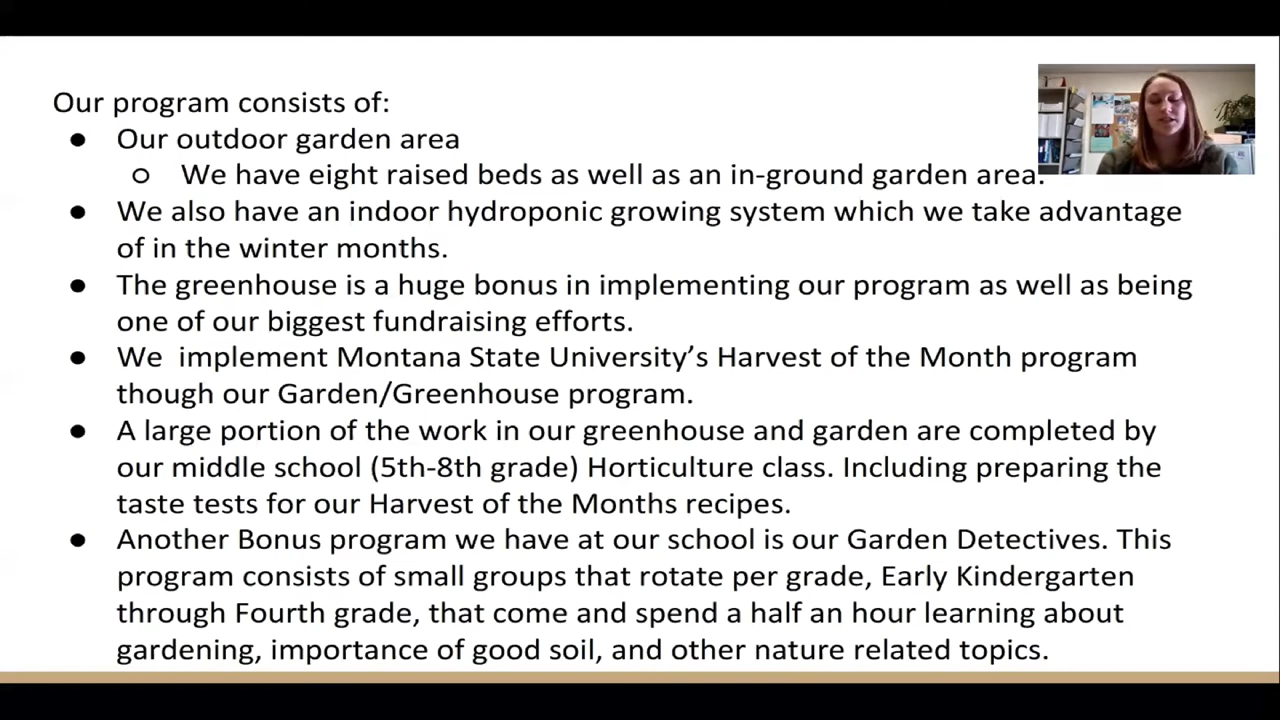 Our program consists of:
● Our outdoor garden area
○ We have eight raised beds as well as an in-ground garden area.
● We also have an indoor hydroponic growing system which we take advantage
of in the winter months.
● The greenhouse is a huge bonus in implementing our program as well as being
one of our biggest fundraising efforts.
● We  implement Montana State University’s Harvest of the Month program
though our Garden/Greenhouse program.
● A large portion of the work in our greenhouse and garden are completed by
our middle school (5th-8th grade) Horticulture class. Including preparing the
taste tests for our Harvest of the Months recipes.
● Another Bonus program we have at our school is our Garden Detectives. This
program consists of small groups that rotate per grade, Early Kindergarten
through Fourth grade, that come and spend a half an hour learning about
gardening, importance of good soil, and other nature related topics.